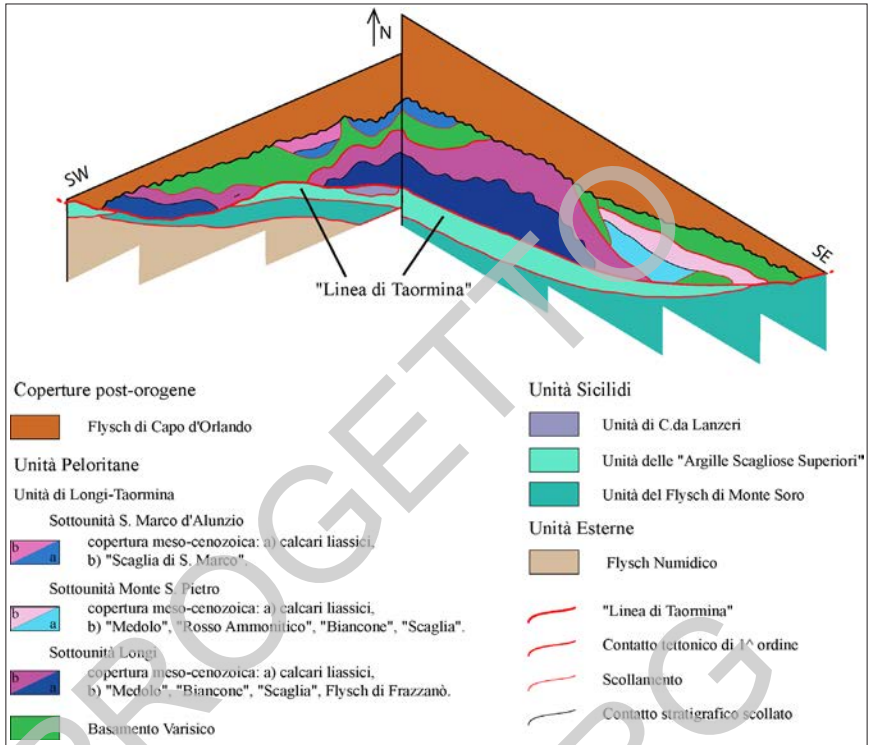 N
SW
SE
"Linea di Taormina"
Coperture post-orogene
Flysch di Capo d'Orlando
Unità Peloritane
Unità di Longi-Taormina
Sottounità S. Marco d'Alunzio
b a
copertura meso-cenozoica: a) calcari liassici,
b) "Scaglia di S. Marco".
Sottounità Monte S. Pietro
b a
copertura meso-cenozoica: a) calcari liassici,
b) "Medolo", "Rosso Ammonitico", "Biancone", "Scaglia".
Sottounità Longi
b a
copertura meso-cenozoica: a) calcari liassici,
b) "Medolo", "Biancone", "Scaglia", Flysch di Frazzanò.
Basamento Varisico
Unità Sicilidi
Unità di C.da Lanzeri
Unità delle "Argille Scagliose Superiori"
Unità del Flysch di Monte Soro
Unità Esterne
Flysch Numidico
"Linea di Taormina"
Contatto tettonico di 1^ ordine
Scollamento
Contatto stratigrafico scollato
PROGETTO
RG